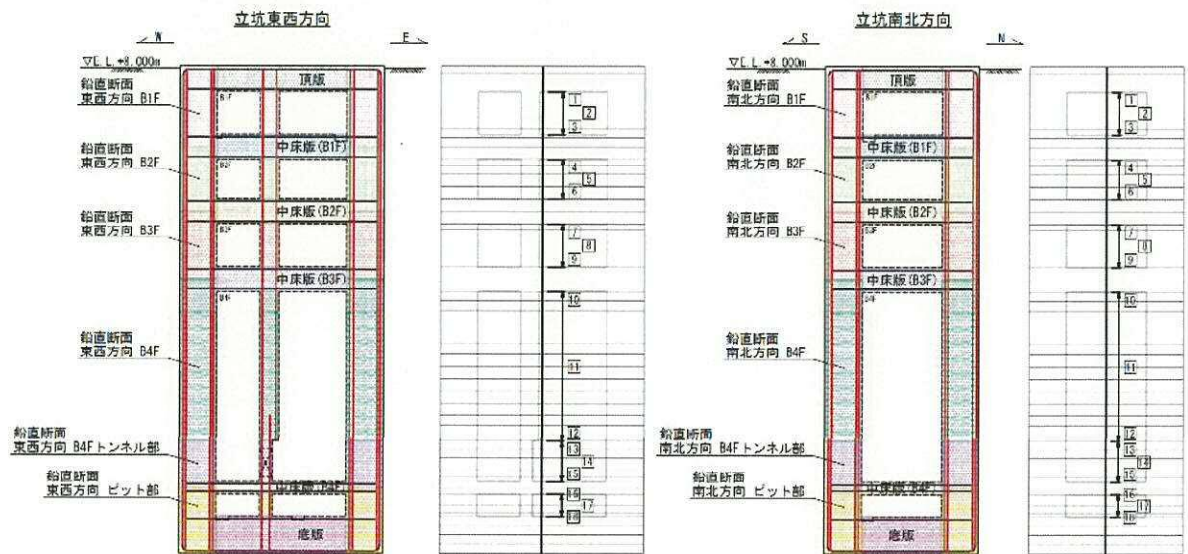 立坑東西方向
W
E
▽E.L.+8.000m
鉛直断面
東西方向 B1F
鉛直断面
東西方向 B2F
鉛直断面
東西方向 B3F
鉛直断面
東西方向 B4F
鉛直断面
東西方向 B4Fトンネル部
鉛直断面
東西方向 ピット部
頂版
B1F
中床版(B1F)
B2F
中床版(B2F)
B3F
中床版(B3F)
B4F
中床版(B4F)
底版
1
2
3
4
5
6
7
8
9
10
11
12
13
14
15
16
17
18
立坑南北方向
S
N
▽E.L.+8.000m
鉛直断面
南北方向 B1F
鉛直断面
南北方向 B2F
鉛直断面
南北方向 B3F
鉛直断面
南北方向 B4F
鉛直断面
南北方向 B4Fトンネル部
鉛直断面
南北方向 ピット部
頂版
B1F
中床版(B1F)
B2F
中床版(B2F)
B3F
中床版(B3F)
B4F
中床版(B4F)
底版
1
2
3
4
5
6
7
8
9
10
11
12
13
14
15
16
17
18